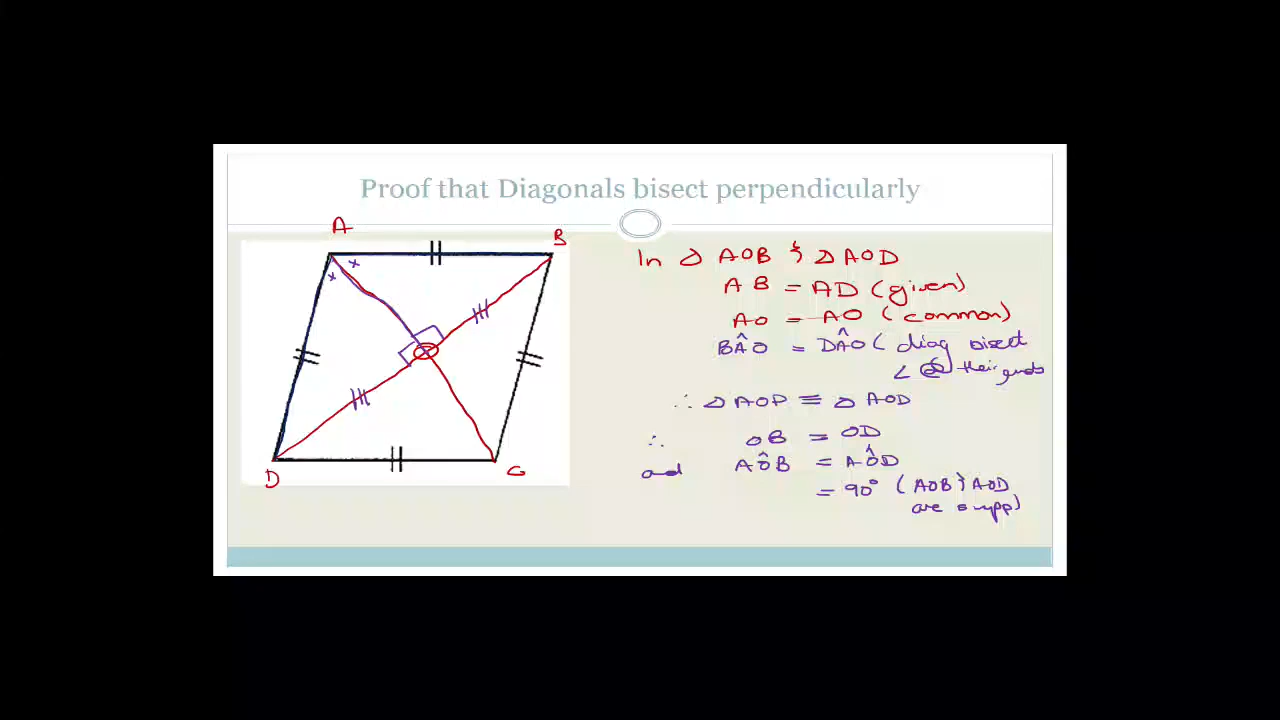 Proof that Diagonals bisect perpendicularly
A
B
D
C
x x
In △ AOB & △ AOD
AB = AD (given)
AO = AO (common)
BÂO = DÂO (diag bisect
∠ @ their ends
∴ △ AOD ≡ △ AOD
∴ OB = OD
and AÔB = AÔD
= 90° (AOB & AOD
are supp)